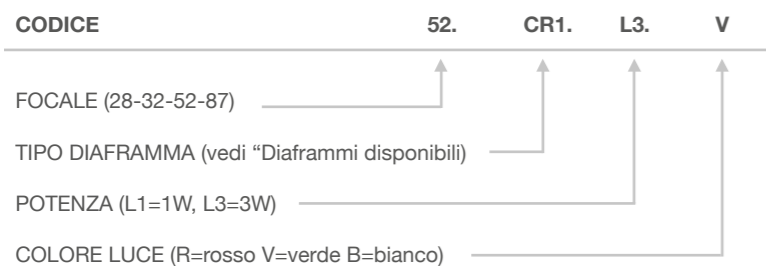 CODICE 52. CR1. L3. V
FOCALE (28-32-52-87)
TIPO DIAFRAMMA (vedi “Diaframmi disponibili)
POTENZA (L1=1W, L3=3W)
COLORE LUCE (R=rosso V=verde B=bianco)